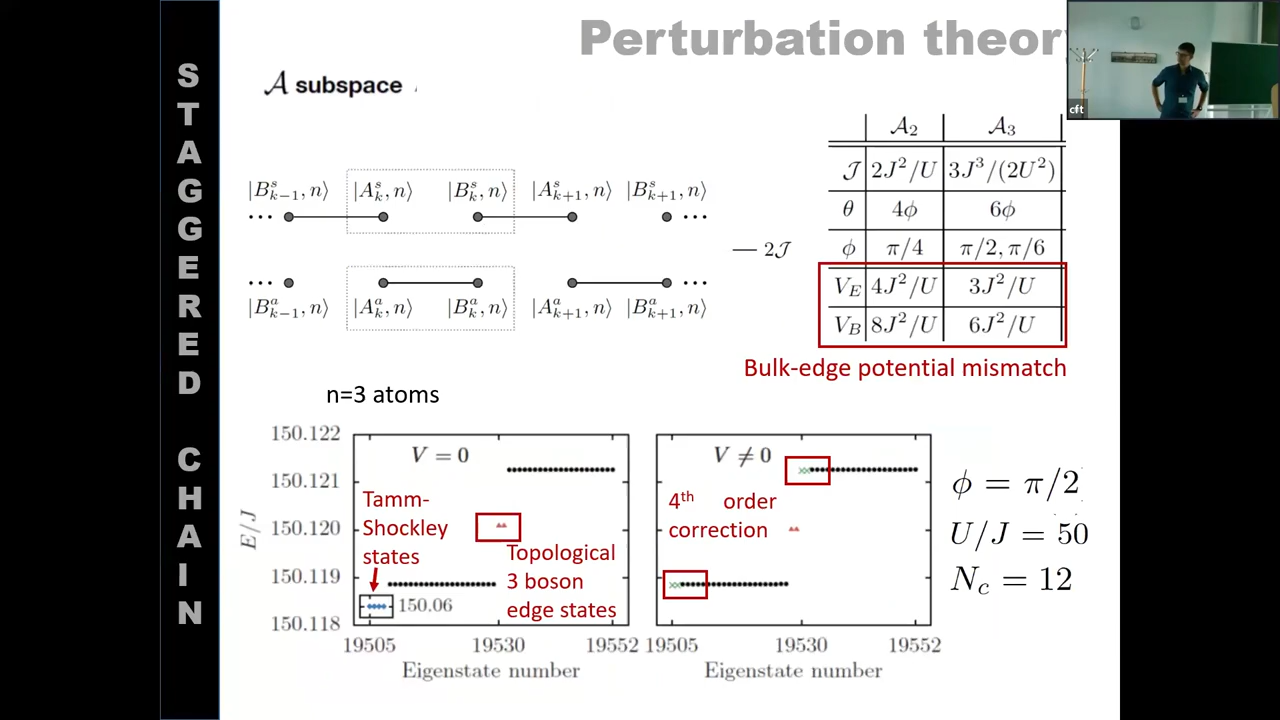 STAGGERED CHAIN
Perturbation theory
cft
𝒜 subspace
|B^s_{k−1}, n⟩ |A^s_k, n⟩ |B^s_k, n⟩ |A^s_{k+1}, n⟩ |B^s_{k+1}, n⟩
— 2𝒥
|B^a_{k−1}, n⟩ |A^a_k, n⟩ |B^a_k, n⟩ |A^a_{k+1}, n⟩ |B^a_{k+1}, n⟩
𝒜₂ 𝒜₃
𝒥 2J²/U 3J³/(2U²)
θ 4ϕ 6ϕ
ϕ π/4 π/2, π/6
V_E 4J²/U 3J²/U
V_B 8J²/U 6J²/U
Bulk-edge potential mismatch
n=3 atoms
E/J
150.122
150.121
150.120
150.119
150.118
V = 0
Tamm-
Shockley
states
Topological
3 boson
edge states
150.06
19505 19530 19552
Eigenstate number
V ≠ 0
4th order
correction
19505 19530 19552
Eigenstate number
ϕ = π/2
U/J = 50
N_c = 12